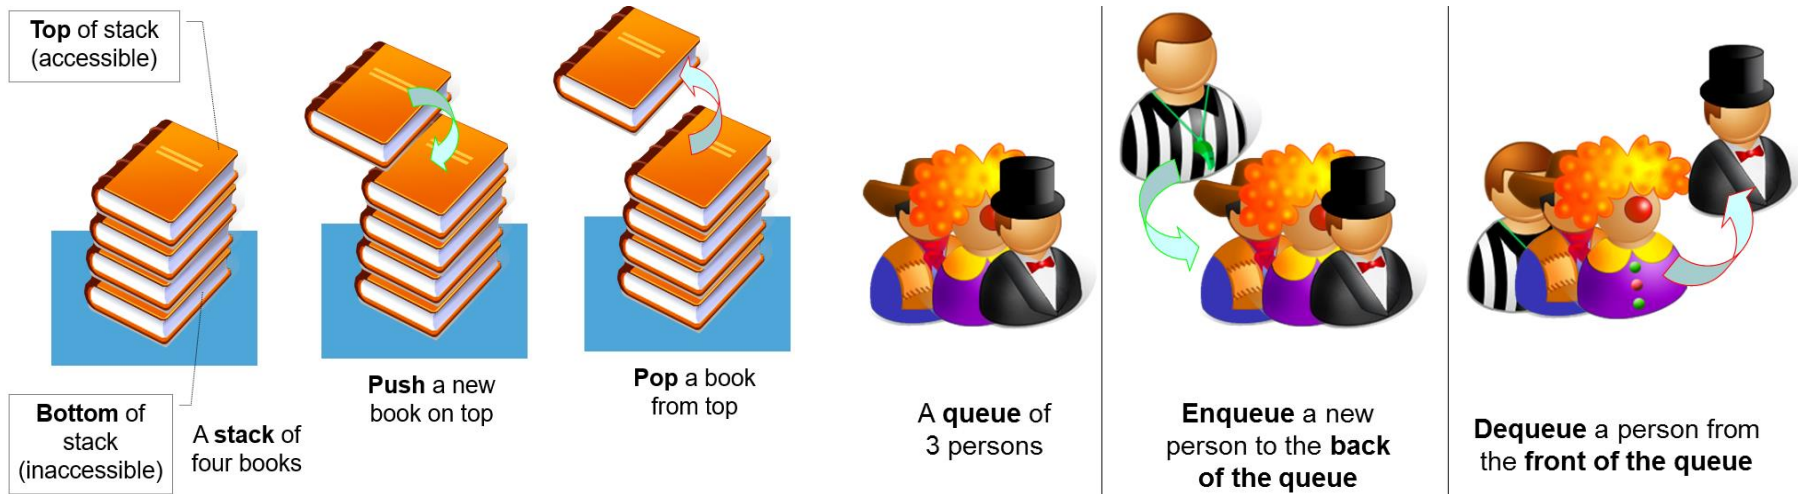 Top of stack
(accessible)
Bottom of
stack
(inaccessible)
A stack of
four books
Push a new
book on top
Pop a book
from top
A queue of
3 persons
Enqueue a new
person to the back
of the queue
Dequeue a person from
the front of the queue